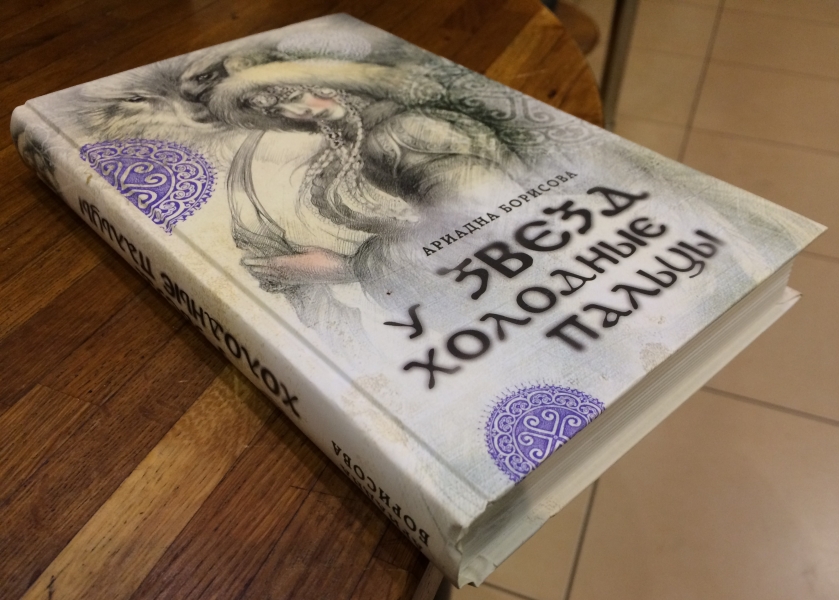 АРИАДНА БОРИСОВА
У ЗВЕЗД
ХОЛОДНЫЕ
ПАЛЬЦЫ
ХОЛОДНЫЕ ПАЛЬЦЫ
БОРИСОВА